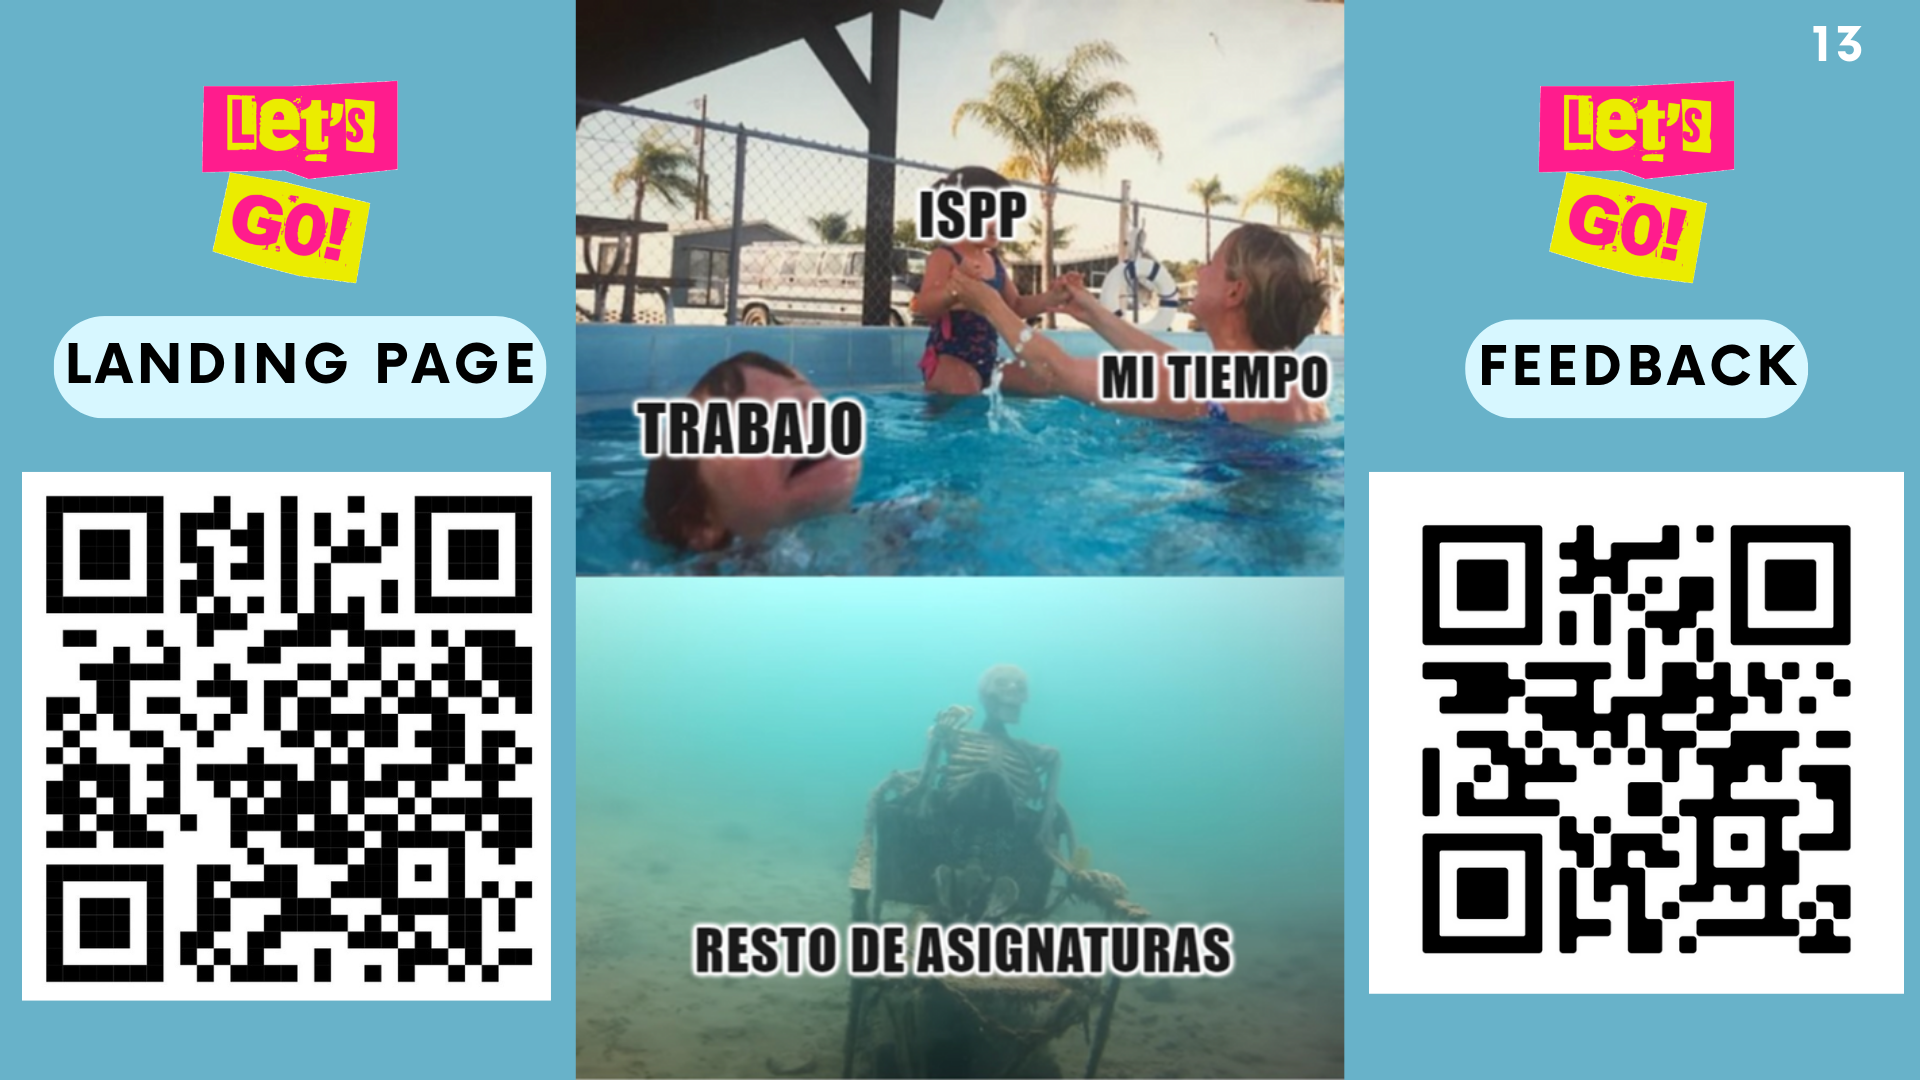 13
Let's
GO!
LANDING PAGE
ISPP
MI TIEMPO
TRABAJO
RESTO DE ASIGNATURAS
Let's
GO!
FEEDBACK